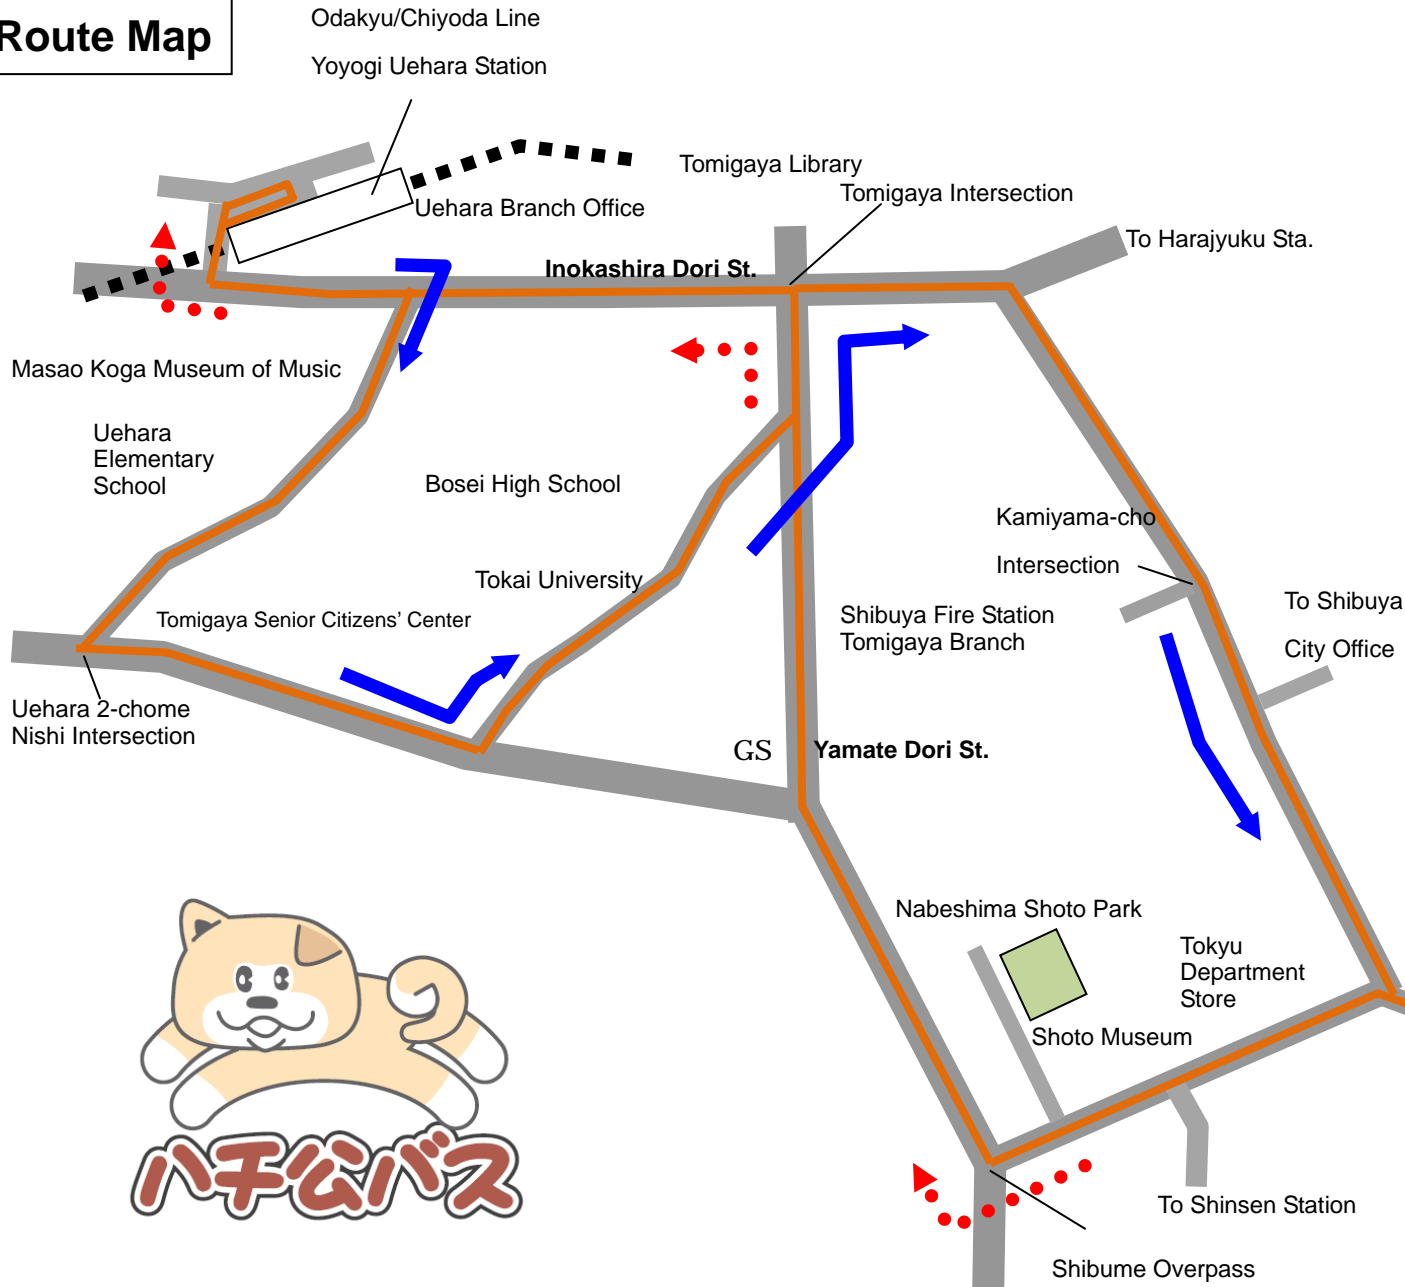 Route Map
Odakyu/Chiyoda Line
Yoyogi Uehara Station
Tomigaya Library
Tomigaya Intersection
Uehara Branch Office
To Harajyuku Sta.
Inokashira Dori St.
Masao Koga Museum of Music
Uehara
Elementary
School
Bosei High School
Kamiyama-cho
Intersection
Tokai University
To Shibuya
City Office
Tomigaya Senior Citizens’ Center
Shibuya Fire Station
Tomigaya Branch
Uehara 2-chome
Nishi Intersection
GS
Yamate Dori St.
Nabeshima Shoto Park
Tokyu
Department
Store
Shoto Museum
ハチ公バス
To Shinsen Station
Shibume Overpass